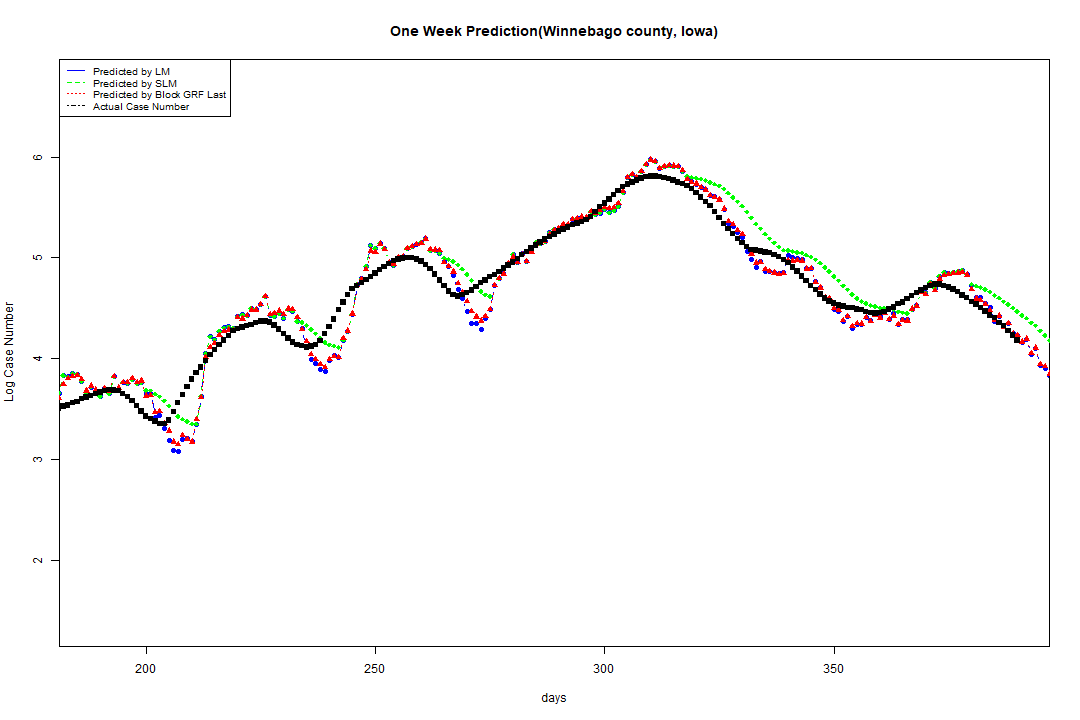 One Week Prediction(Winnebago county, Iowa)
Predicted by LM
Predicted by SLM
Predicted by Block GRF Last
Actual Case Number
6
5
4
3
2
Log Case Number
200 250 300 350
days